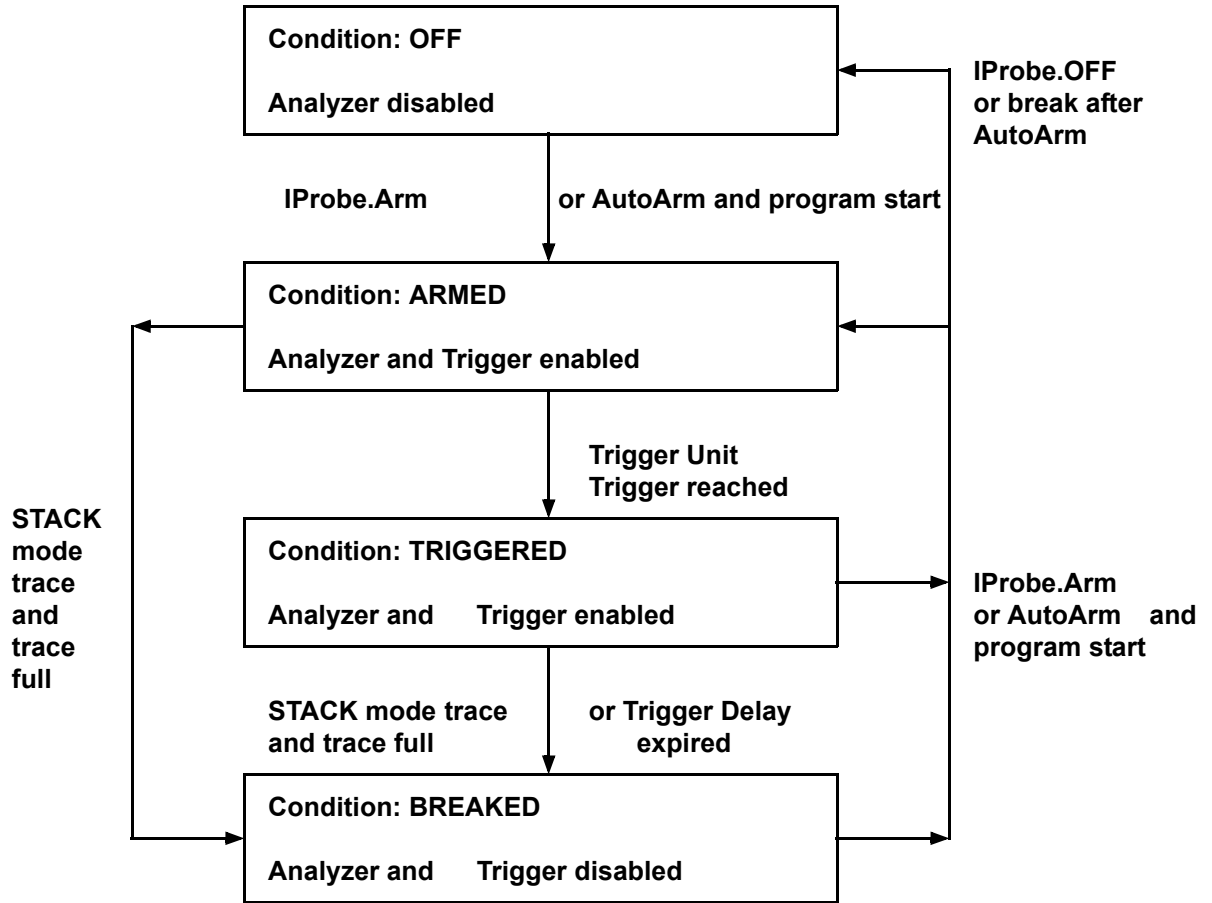 Condition: OFF
Analyzer disabled
IProbe.OFF
or break after
AutoArm
IProbe.Arm or AutoArm and program start
Condition: ARMED
Analyzer and Trigger enabled
Trigger Unit
Trigger reached
STACK
mode
trace
and
trace
full
Condition: TRIGGERED
Analyzer and Trigger enabled
IProbe.Arm
or AutoArm and
program start
STACK mode trace
and trace full
or Trigger Delay
expired
Condition: BREAKED
Analyzer and Trigger disabled